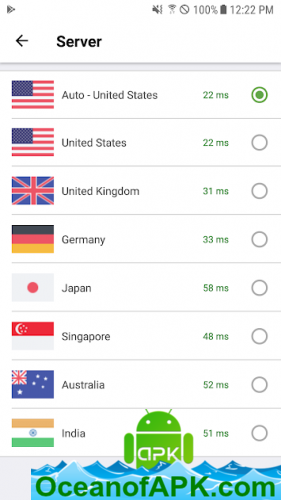 100% 12:22 PM
Server
Auto - United States 22 ms
United States 22 ms
United Kingdom 31 ms
Germany 33 ms
Japan 58 ms
Singapore 48 ms
Australia 52 ms
India 51 ms
APK
OceanofAPK.com